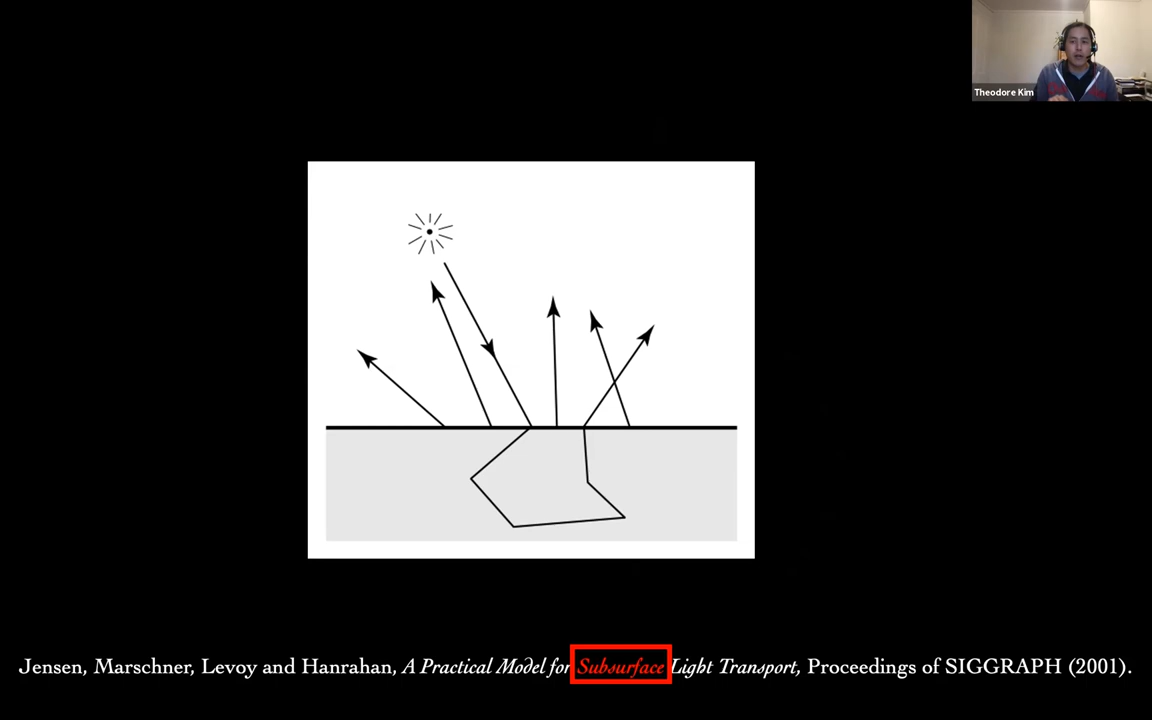 Theodore Kim
Jensen, Marschner, Levoy and Hanrahan, A Practical Model for Subsurface Light Transport, Proceedings of SIGGRAPH (2001).